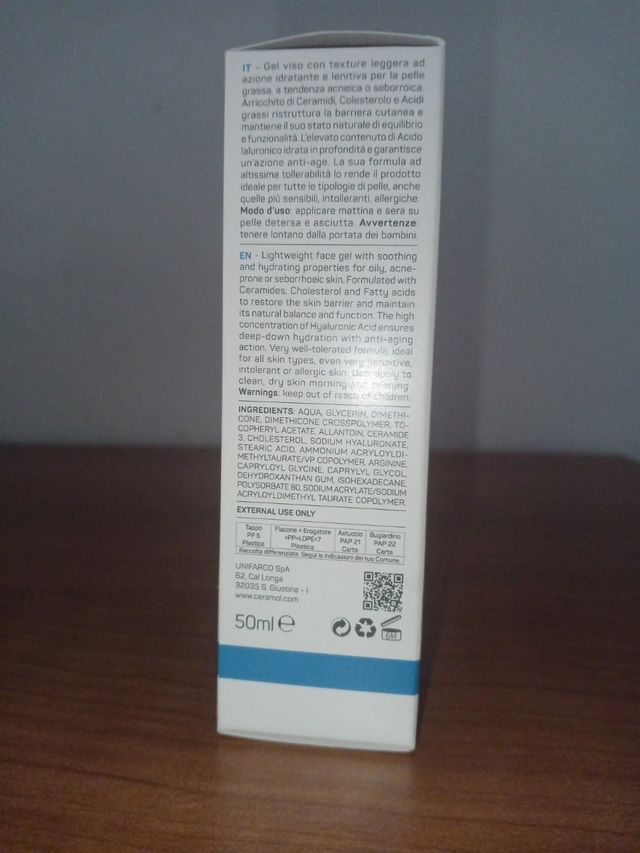 IT - Gel viso con texture leggera ad
azione idratante e lenitiva per la pelle
grassa, a tendenza acneica o seborroica.
Arricchito di Ceramidi, Colesterolo e Acidi
grassi ristruttura la barriera cutanea e
mantiene il suo stato naturale di equilibrio
e funzionalità. L'elevato contenuto di Acido
Ialuronico idrata in profondità e garantisce
un'azione anti-age. La sua formula ad
altissima tollerabilità lo rende il prodotto
ideale per tutte le tipologie di pelle, anche
quelle più sensibili, intolleranti, allergiche.
Modo d'uso: applicare mattina e sera su
pelle detersa e asciutta. Avvertenze:
tenere lontano dalla portata dei bambini.
EN - Lightweight face gel with soothing
and hydrating properties for oily, acne-
prone or seborrhoeic skin. Formulated with
Ceramides, Cholesterol and Fatty acids
to restore the skin barrier and maintain
its natural balance and function. The high
concentration of Hyaluronic Acid ensures
deep-down hydration with anti-aging
action. Very well-tolerated formula, ideal
for all skin types, even very sensitive,
intolerant or allergic skin. Use: apply to
clean, dry skin morning and evening.
Warnings: keep out of reach of children.
INGREDIENTS: AQUA, GLYCERIN, DIMETHI-
CONE, DIMETHICONE CROSSPOLYMER, TO-
COPHERYL ACETATE, ALLANTOIN, CERAMIDE
3, CHOLESTEROL, SODIUM HYALURONATE,
STEARIC ACID, AMMONIUM ACRYLOYLDI-
METHYLTAURATE/VP COPOLYMER, ARGININE,
CAPRYLOYL GLYCINE, CAPRYLYL GLYCOL,
DEHYDROXANTHAN GUM, ISOHEXADECANE,
POLYSORBATE 80, SODIUM ACRYLATE/SODIUM
ACRYLOYLDIMETHYL TAURATE COPOLYMER.
EXTERNAL USE ONLY
Tappo Flacone + Erogatore Astuccio Bugiardino
PP 5 >PP+LDPE<7 PAP 21 PAP 22
Plastica Plastica Carta Carta
Raccolta differenziata. Segui le indicazioni del tuo Comune.
UNIFARCO SpA
62, Cal Longa
32035 S. Giustina - I
www.ceramol.com
50ml e
6M